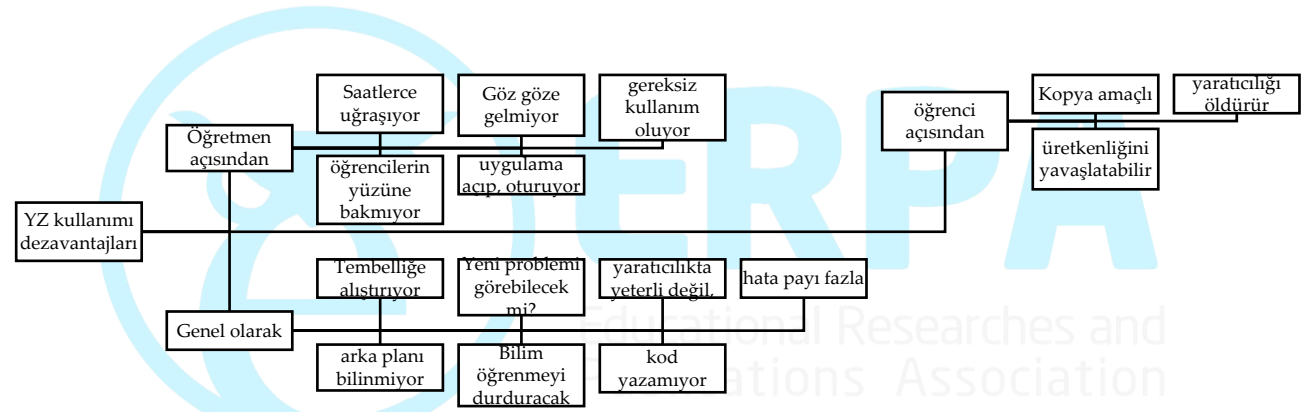 YZ kullanımı
dezavantajları
Öğretmen
açısından
Saatlerce
uğraşıyor
öğrencilerin
yüzüne
bakmıyor
Göz göze
gelmiyor
uygulama
açıp, oturuyor
gereksiz
kullanım
oluyor
Genel olarak
Tembelliğe
alıştırıyor
arka planı
bilinmiyor
Yeni problemi
görebilecek
mi?
Bilim
öğrenmeyi
durduracak
yaratıcılıkta
yeterli değil,
kod
yazamıyor
hata payı fazla
öğrenci
açısından
Kopya amaçlı
üretkenliğini
yavaşlatabilir
yaratıcılığı
öldürür
ERPA
Educational Researches and
Association